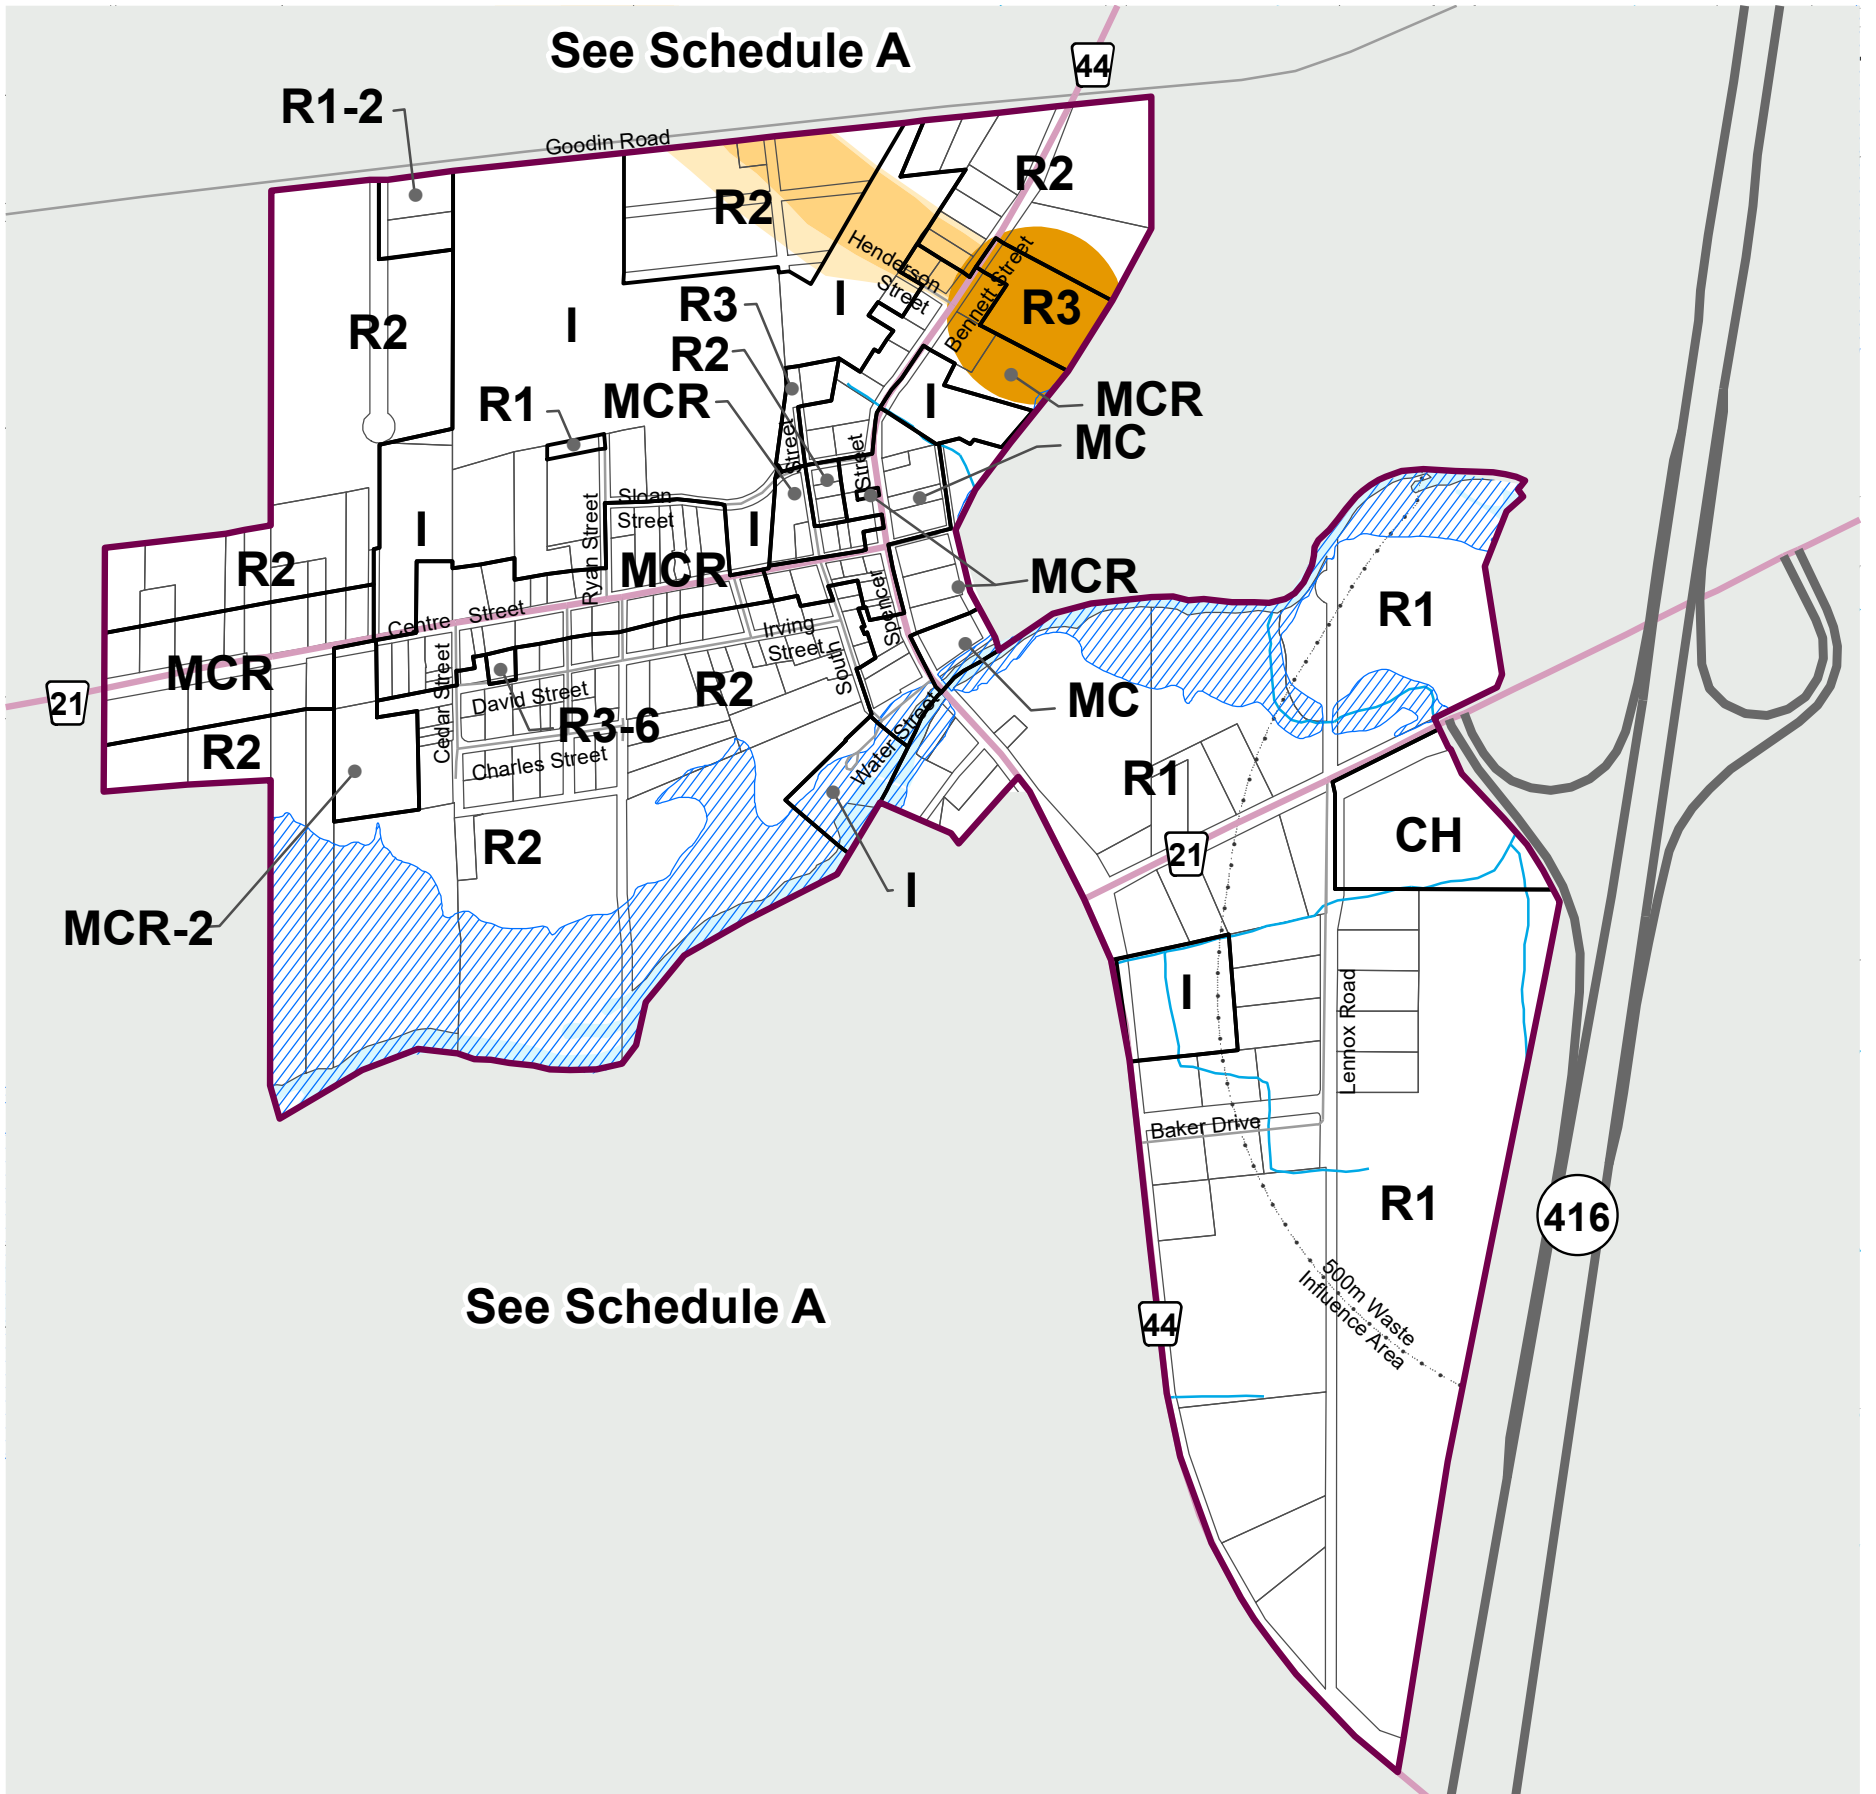 See Schedule A
44
R1-2
Goodin Road
R2
R2
Henderson
Street
Bennett Street
R3
I
R3
R2
I
R2
R1
MCR
I
MCR
MC
Street
Street
Sloan
Street
Ryan Street
I
I
R2
MCR
MCR
R1
Centre Street
Irving
Street
Spencer
South
MCR
Cedar Street
David Street
R2
R3-6
MC
21
R2
Charles Street
Water Street
R1
21
CH
R2
I
MCR-2
I
Lennox Road
Baker Drive
R1
416
500m Waste
Influence Area
See Schedule A
44